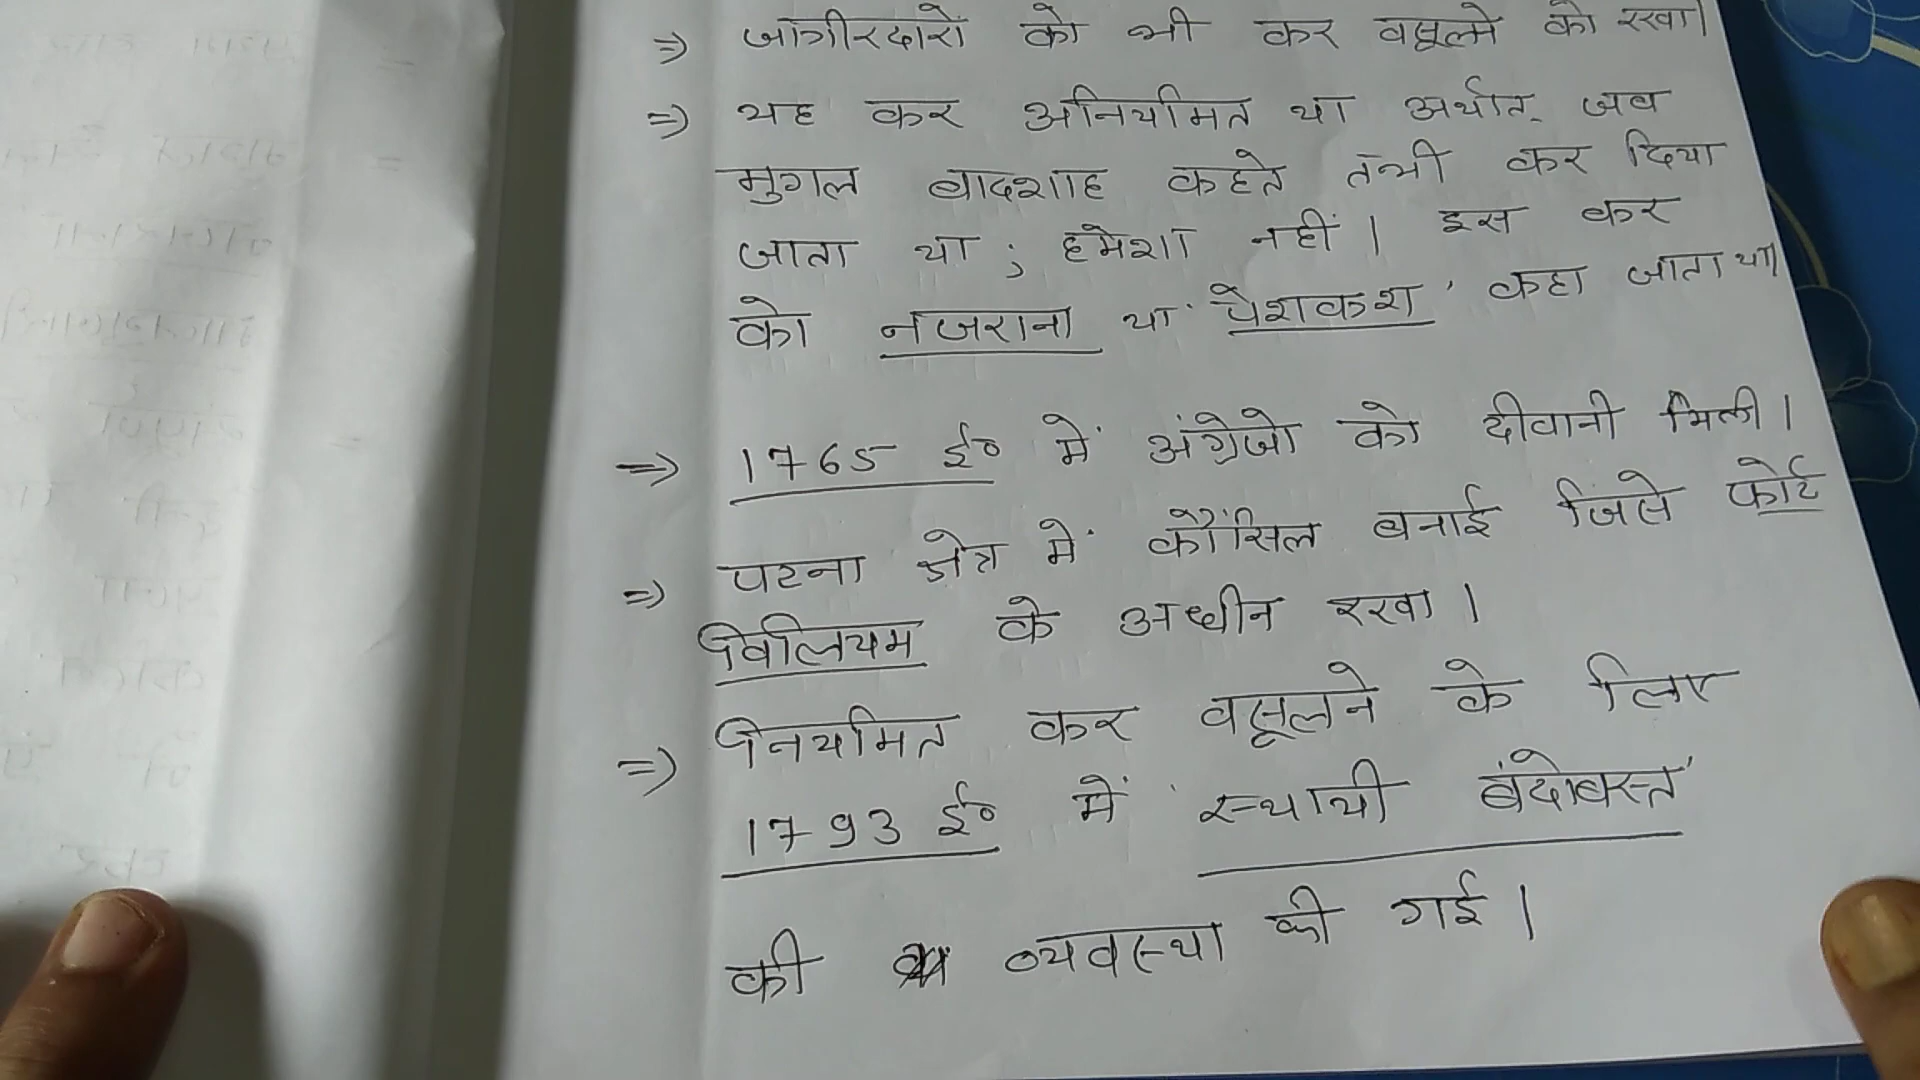 ⇒ जागीरदारों को भी कर वसूलने को रखा।
⇒ यह कर अनियमित था अर्थात् जब
मुगल बादशाह कहते तभी कर दिया
जाता था ; हमेशा नहीं। इस कर
को नजराना या 'पेशकश' कहा जाता था।
⇒ 1765 ई० में अंग्रेजो को दीवानी मिली।
⇒ पटना क्षेत्र में कौंसिल बनाई जिसे फोर्ट
विलियम के अधीन रखा।
⇒ नियमित कर वसूलने के लिए
1793 ई० में 'स्थायी बंदोबस्त'
की व्यवस्था की गई।